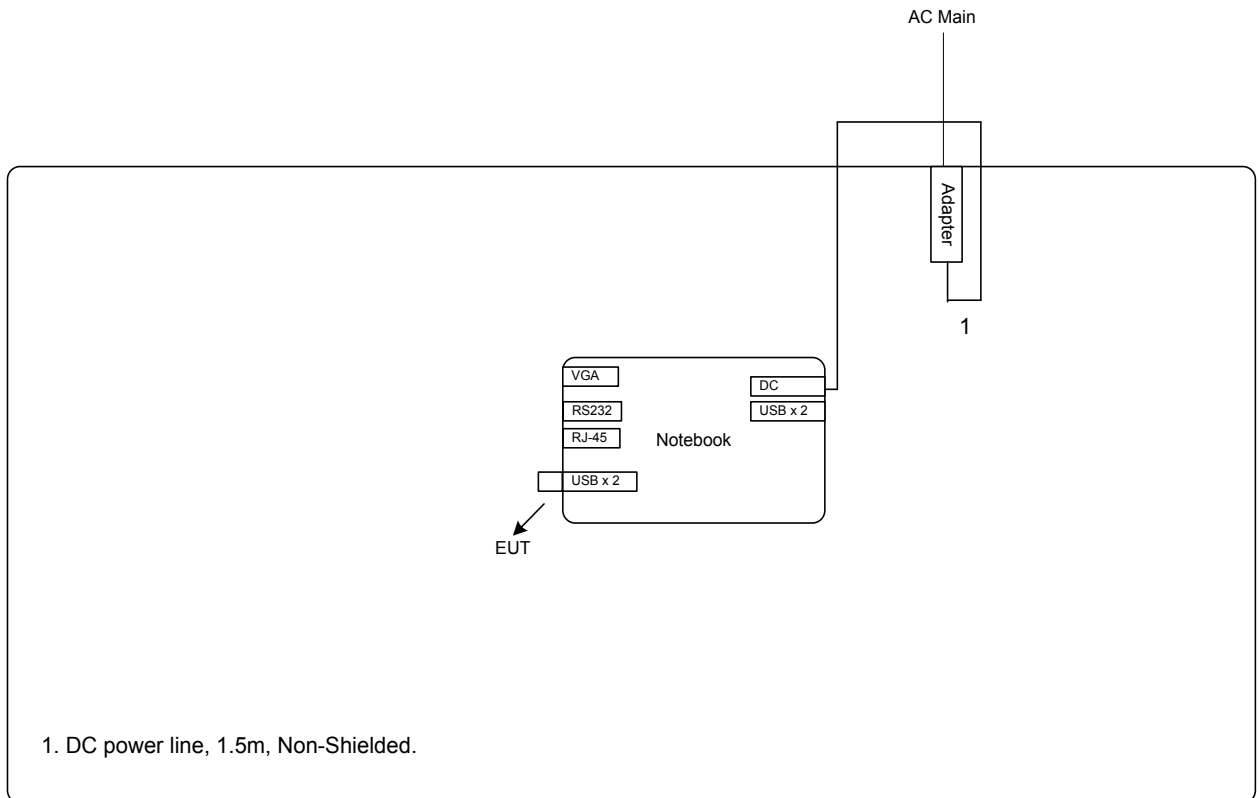 AC Main
Adapter
1
VGA
DC
RS232
USB x 2
RJ-45
Notebook
USB x 2
EUT
1. DC power line, 1.5m, Non-Shielded.